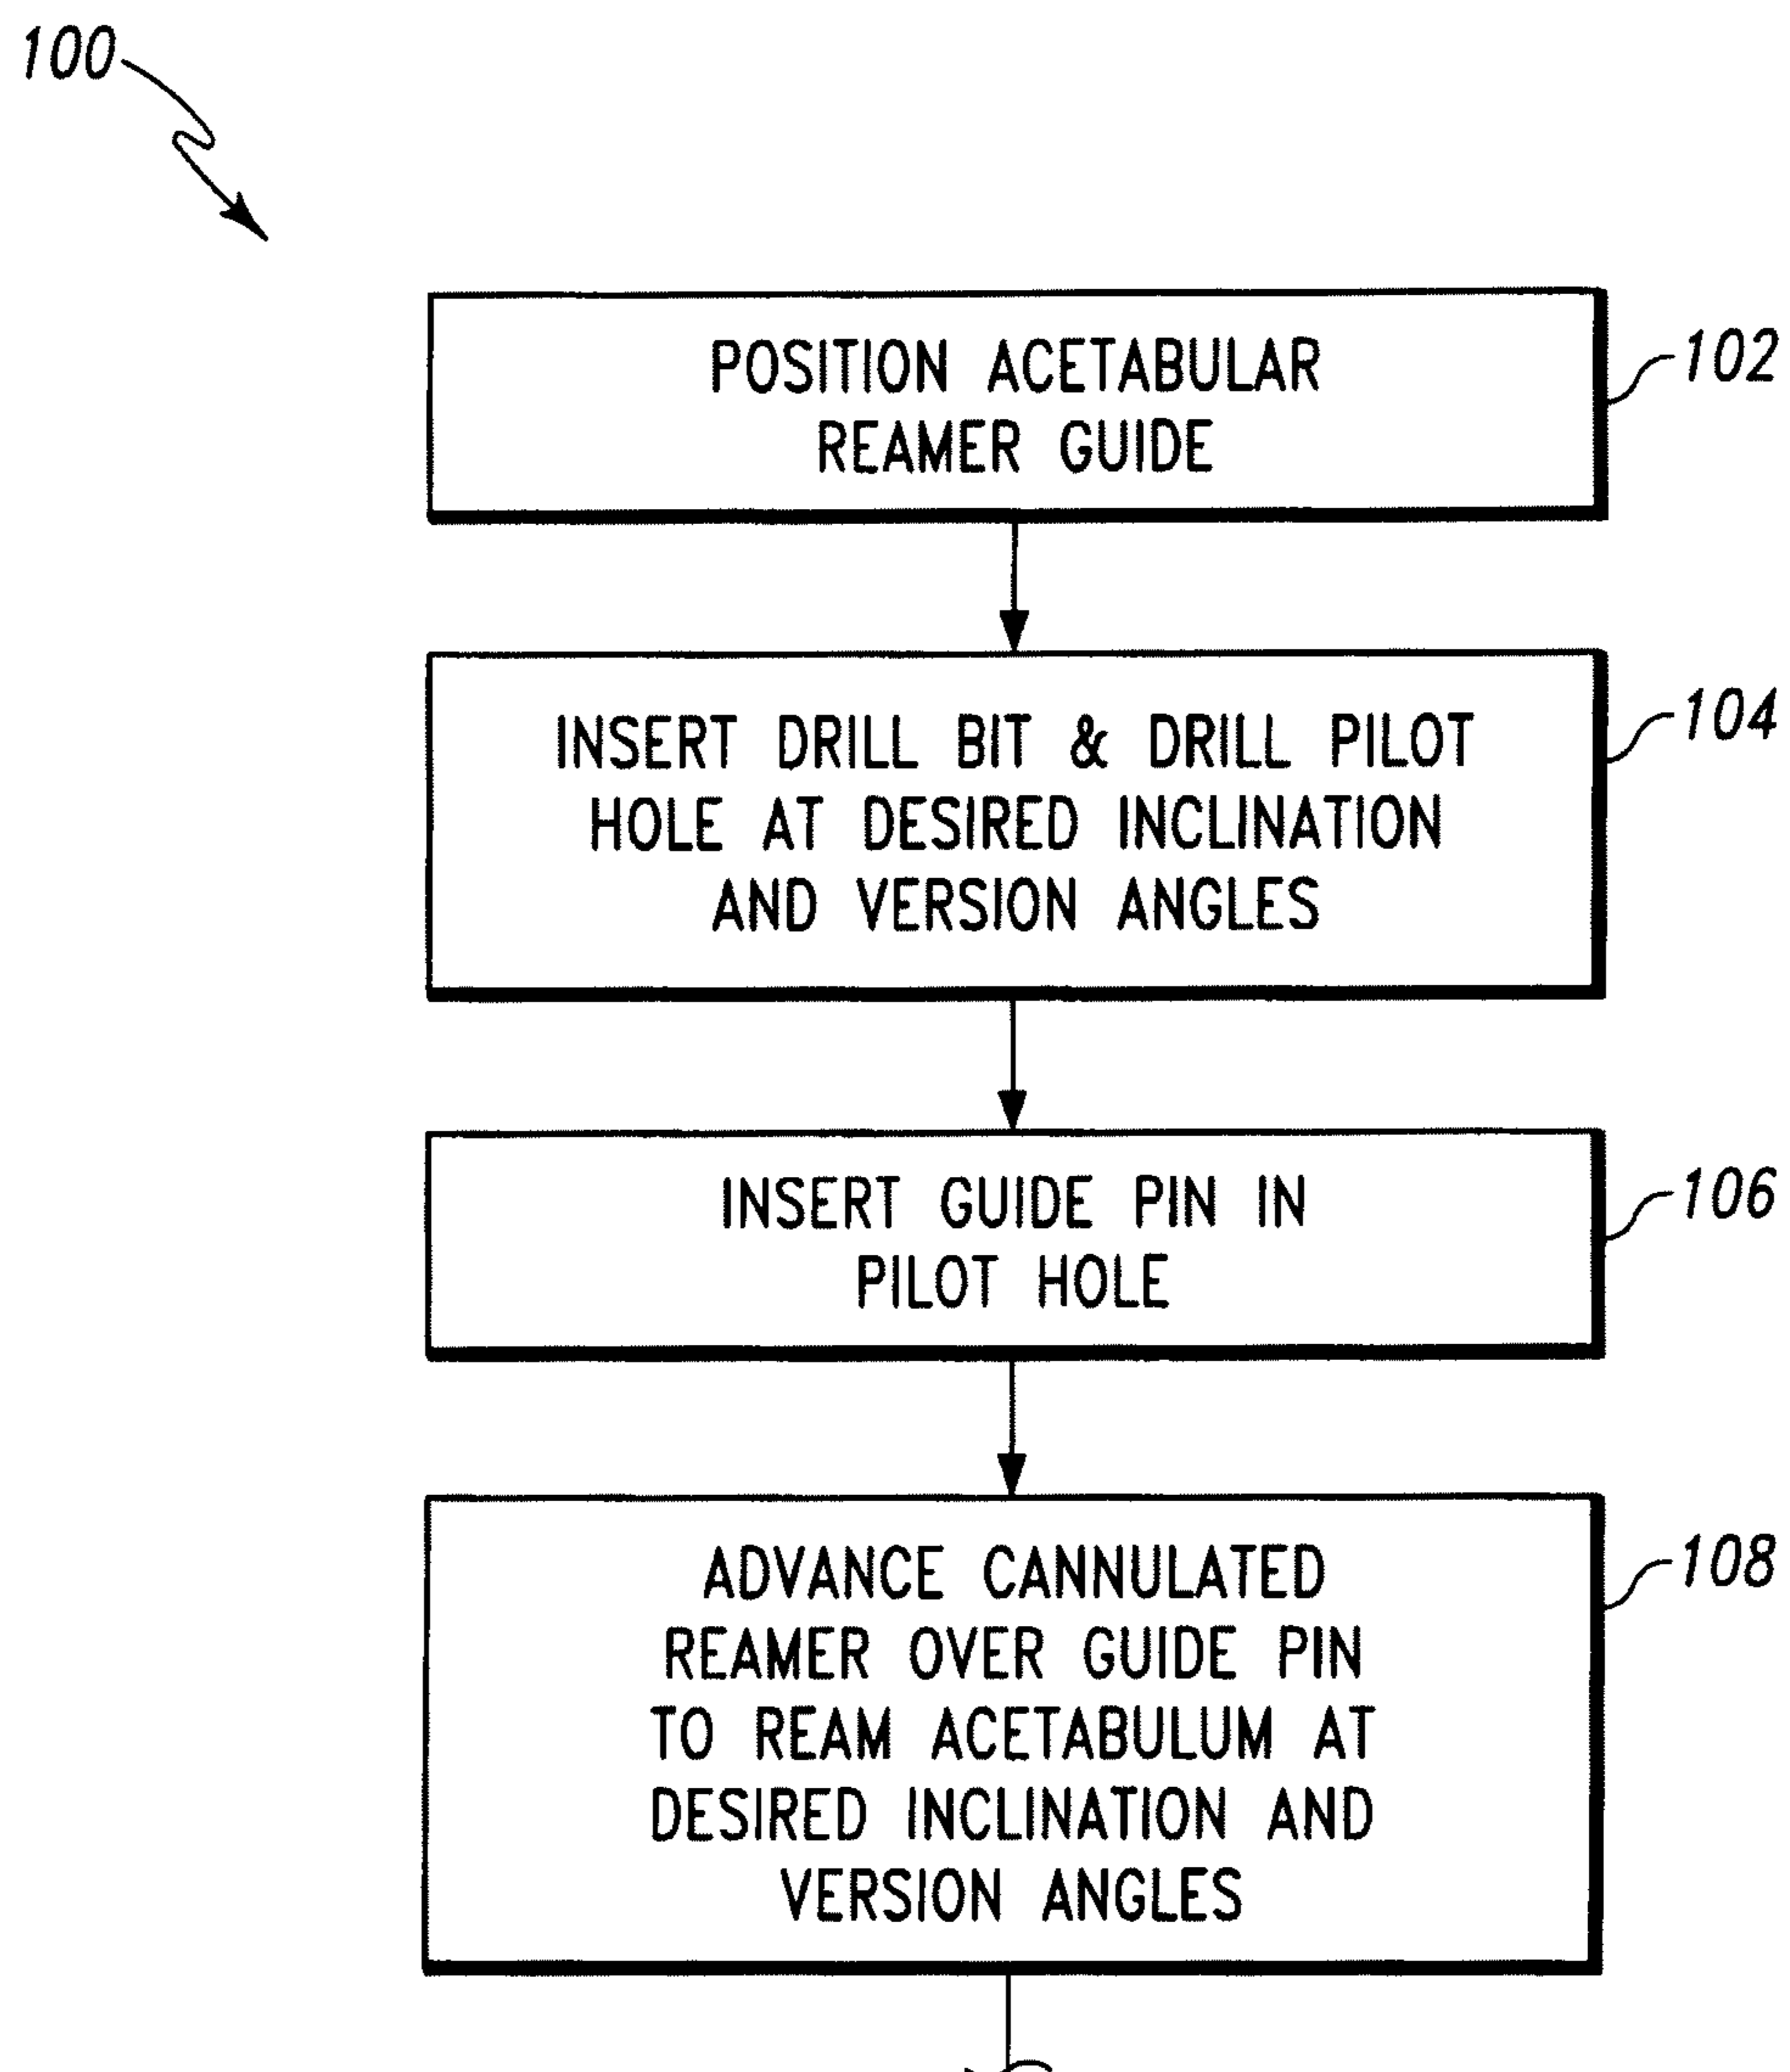 100
POSITION ACETABULAR
REAMER GUIDE
102
INSERT DRILL BIT & DRILL PILOT
HOLE AT DESIRED INCLINATION
AND VERSION ANGLES
104
INSERT GUIDE PIN IN
PILOT HOLE
106
ADVANCE CANNULATED
REAMER OVER GUIDE PIN
TO REAM ACETABULUM AT
DESIRED INCLINATION AND
VERSION ANGLES
108